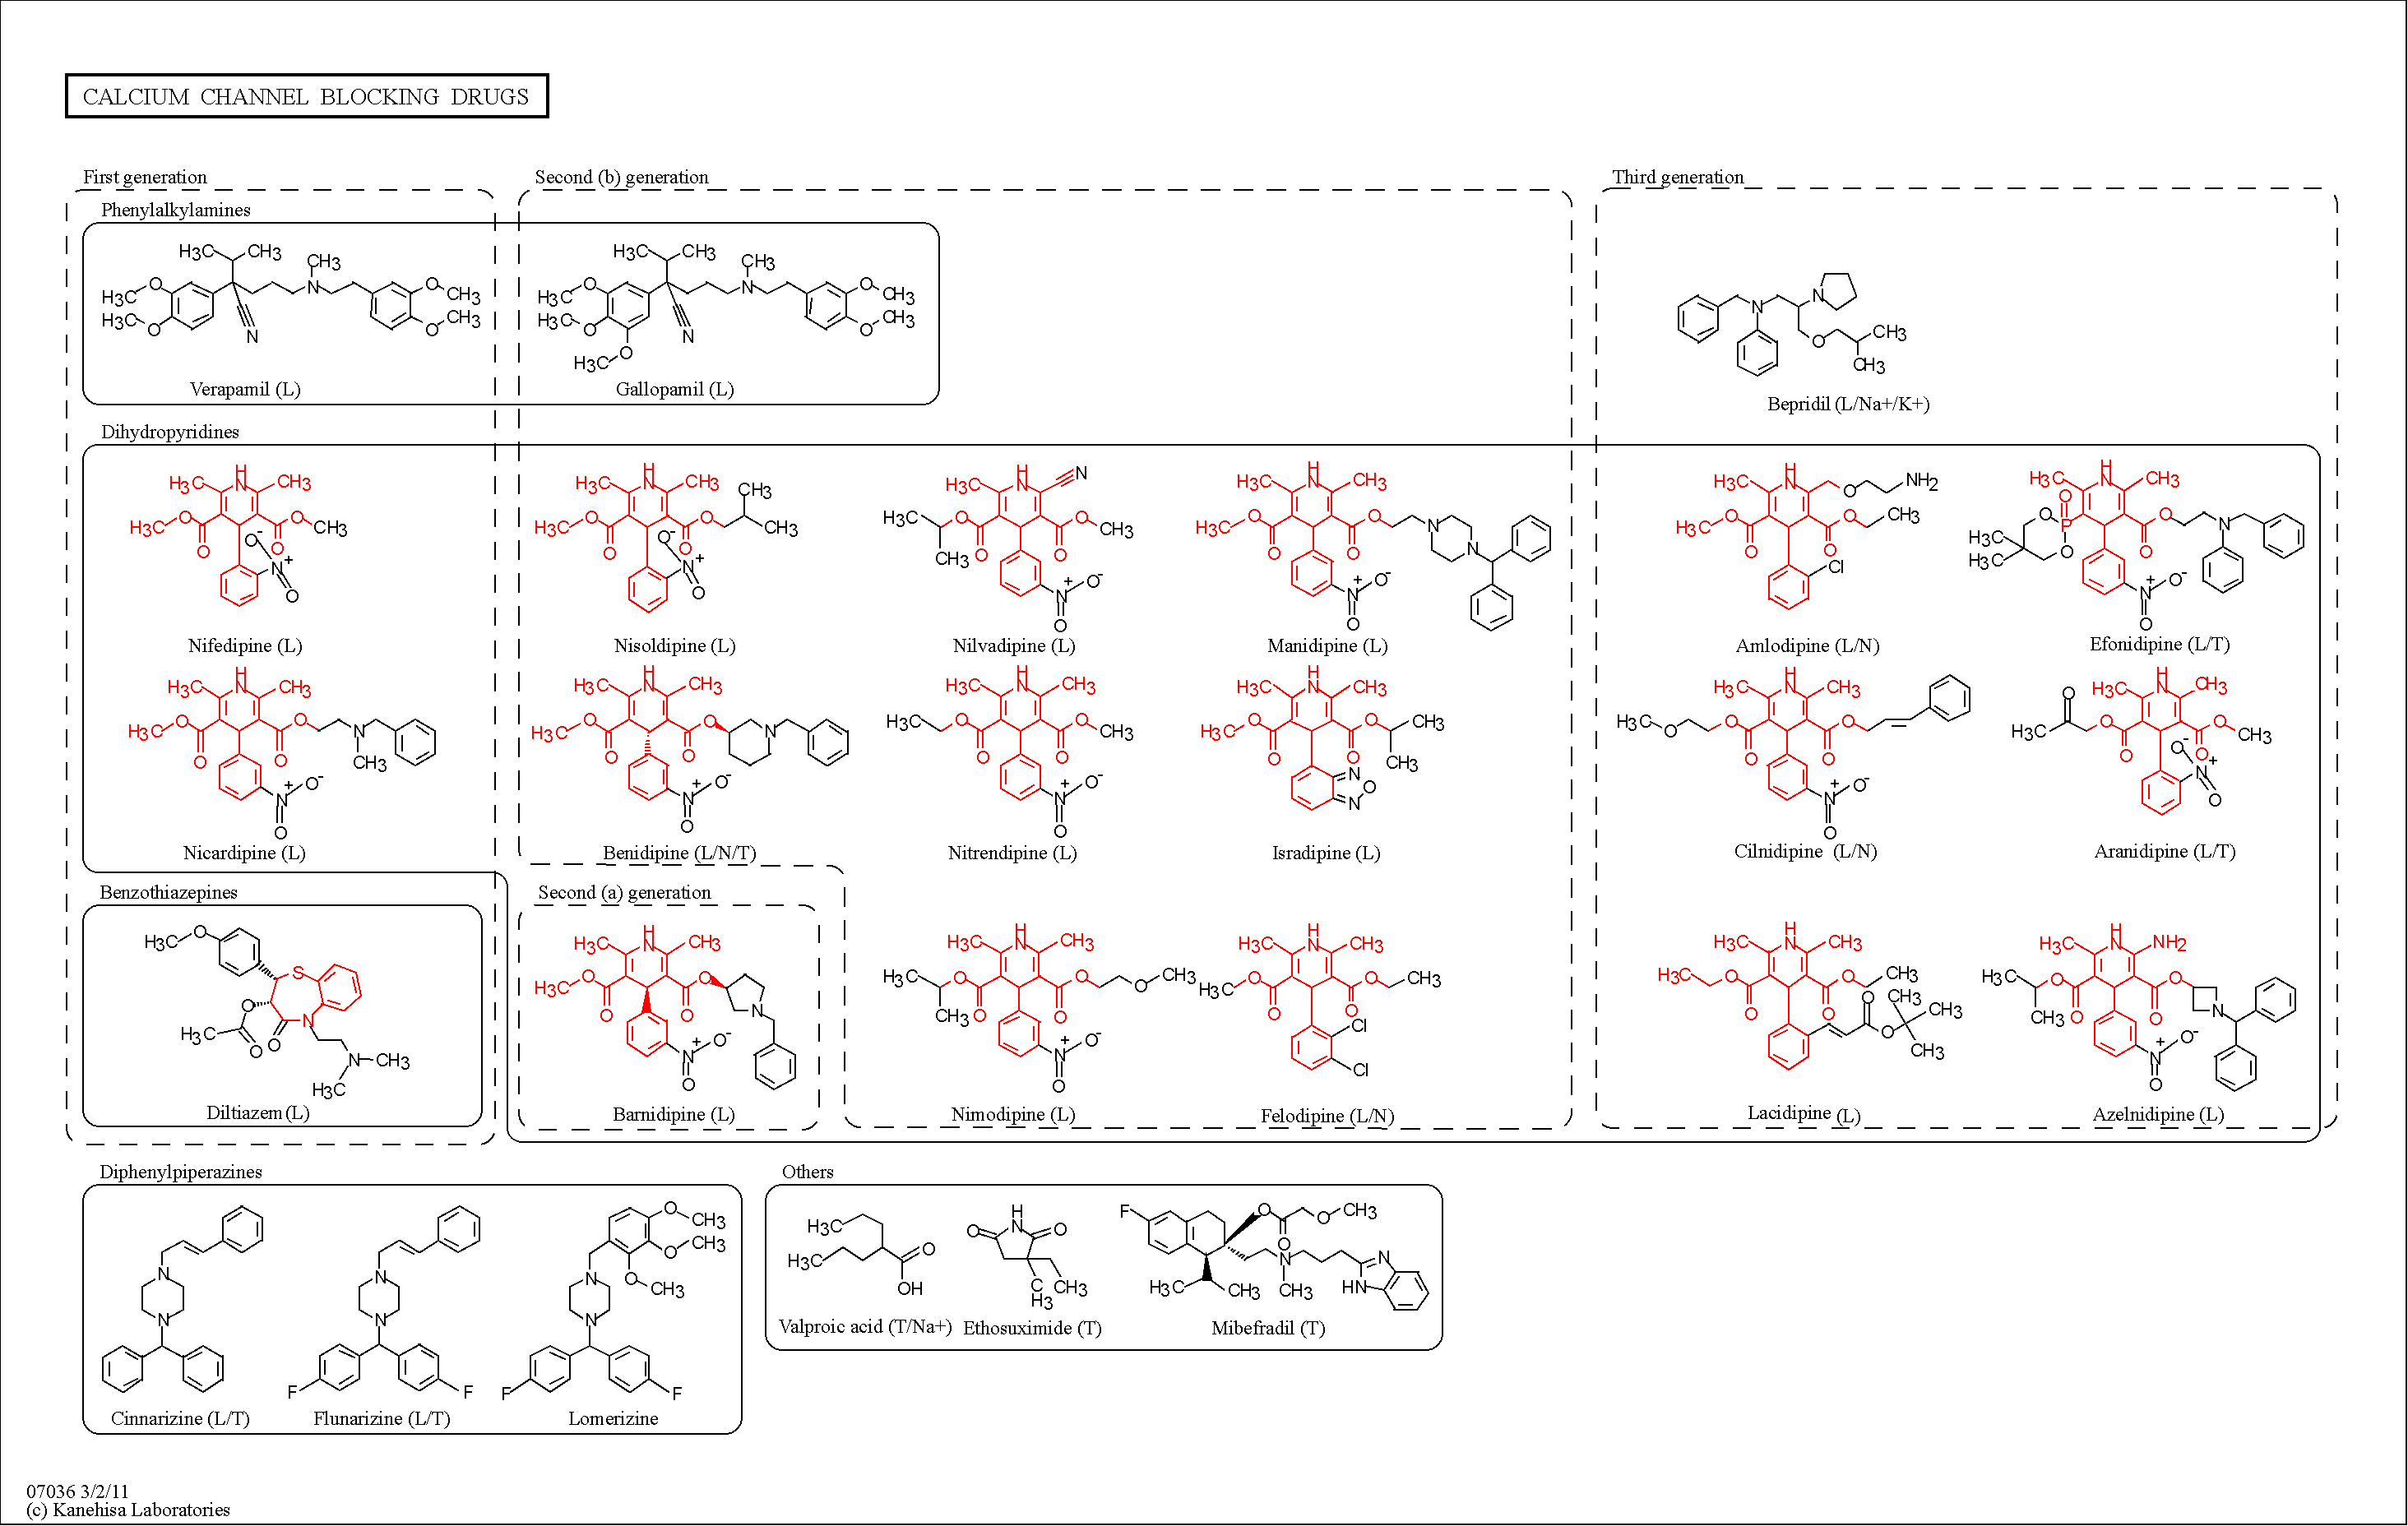 CALCIUM CHANNEL BLOCKING DRUGS
First generation
Second (b) generation
Third generation
Phenylalkylamines
Verapamil (L)
Gallopamil (L)
Bepridil (L/Na+/K+)
Dihydropyridines
Nifedipine (L)
Nisoldipine (L)
Nilvadipine (L)
Manidipine (L)
Amlodipine (L/N)
Efonidipine (L/T)
Nicardipine (L)
Benidipine (L/N/T)
Nitrendipine (L)
Isradipine (L)
Cilnidipine (L/N)
Aranidipine (L/T)
Benzothiazepines
Second (a) generation
Diltiazem (L)
Barnidipine (L)
Nimodipine (L)
Felodipine (L/N)
Lacidipine (L)
Azelnidipine (L)
Diphenylpiperazines
Others
Valproic acid (T/Na+)
Ethosuximide (T)
Mibefradil (T)
Cinnarizine (L/T)
Flunarizine (L/T)
Lomerizine
07036 3/2/11
(c) Kanehisa Laboratories